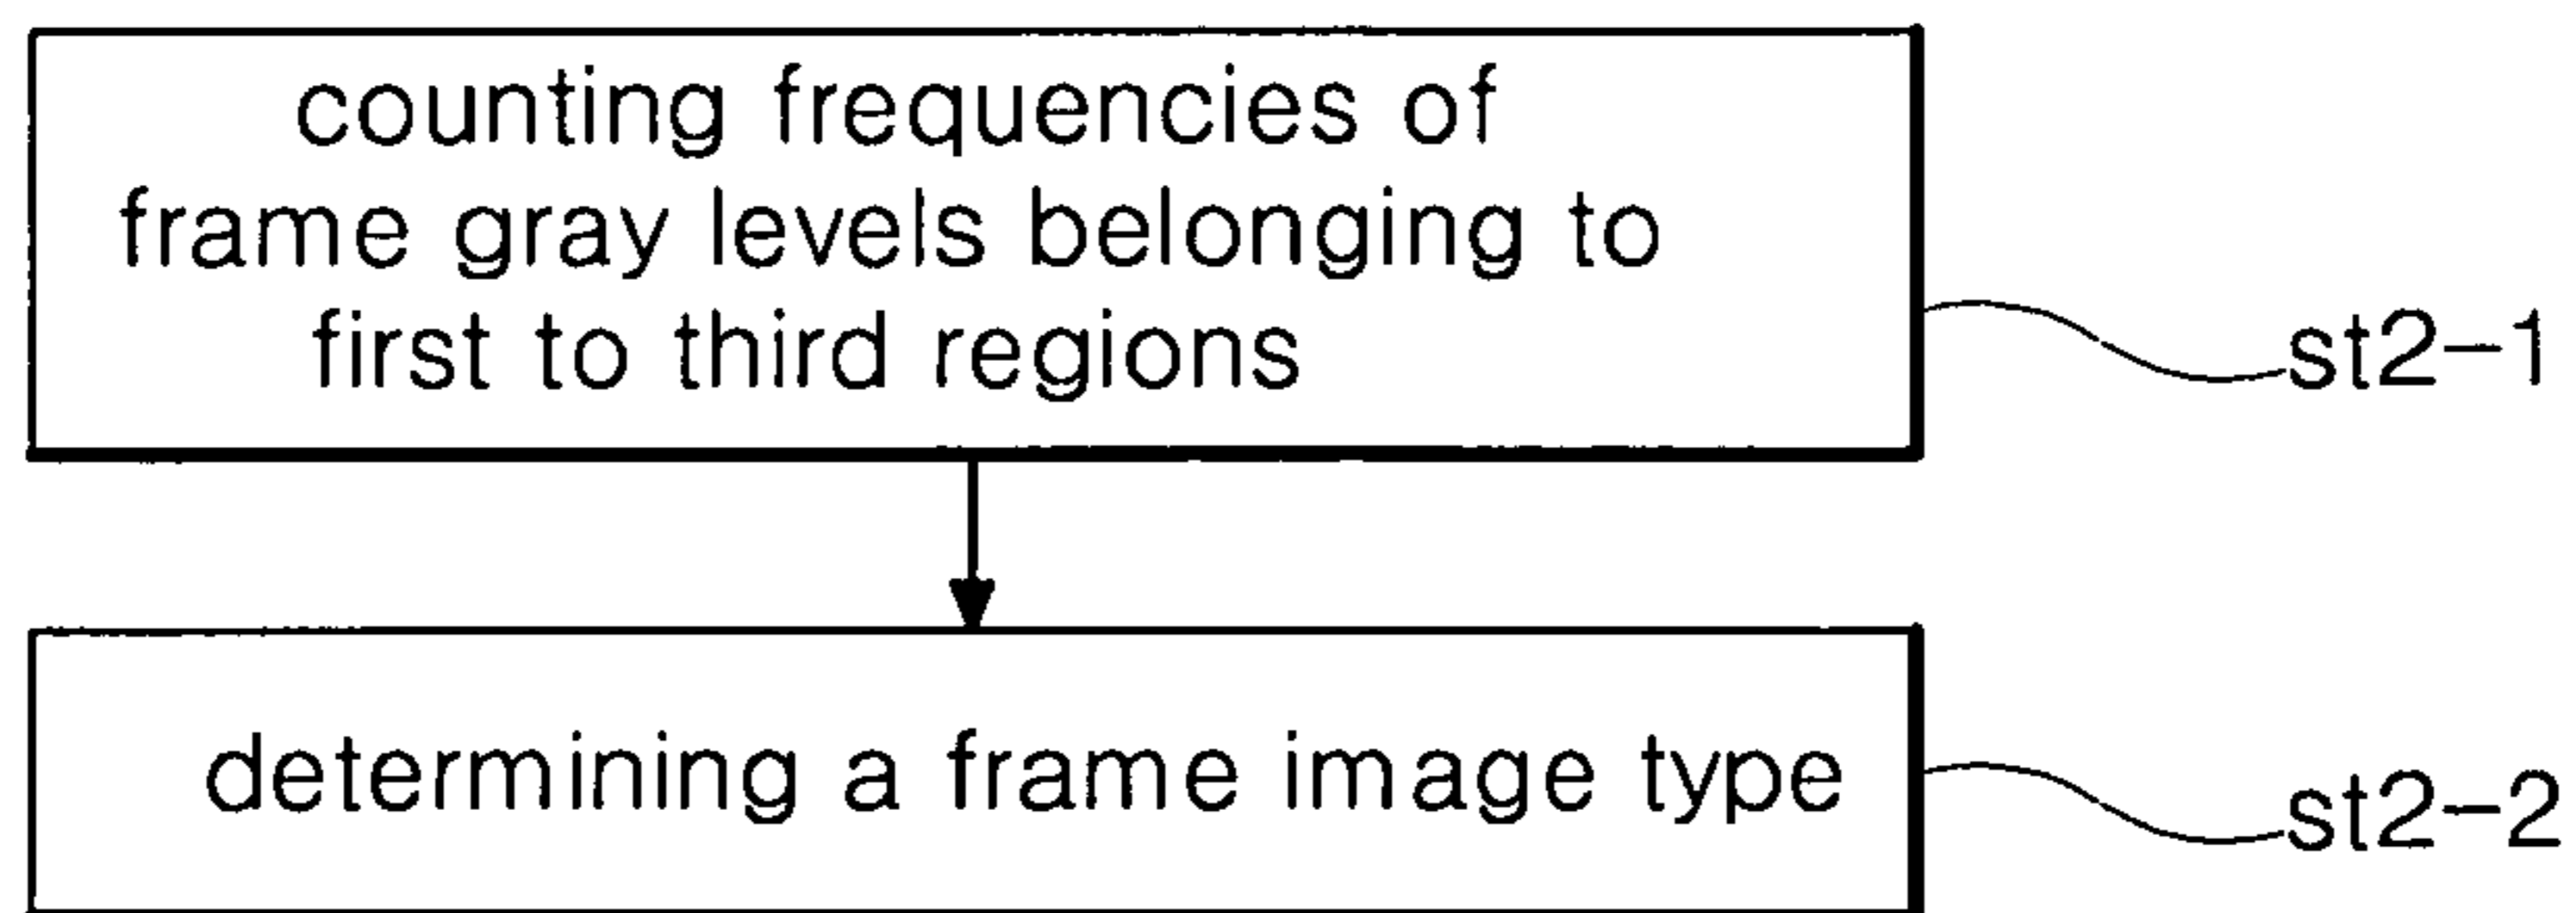 counting frequencies of
frame gray levels belonging to
first to third regions
st2-1
determining a frame image type
st2-2